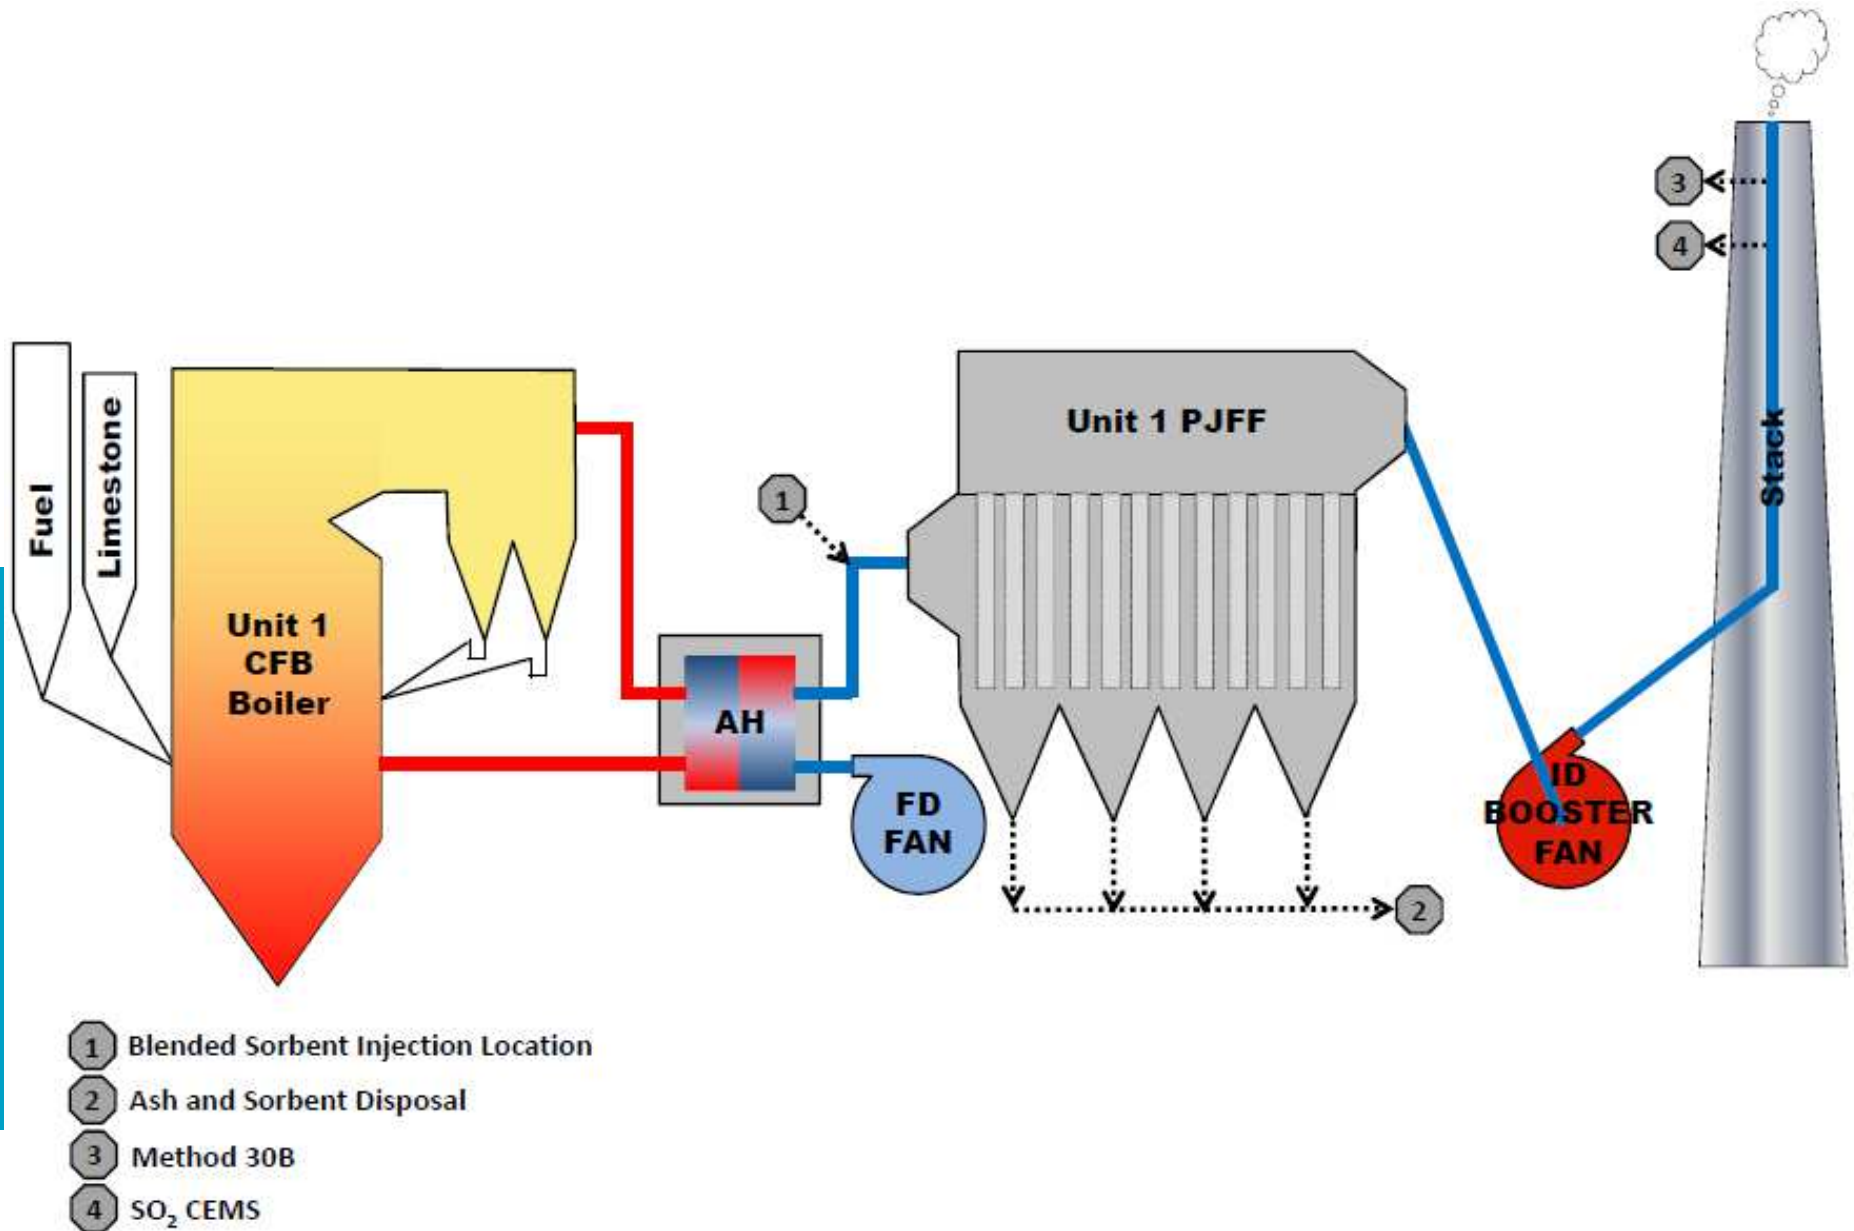 3
4
Fuel
Limestone
Unit 1 PJFF
Stack
1
Unit 1
CFB
Boiler
AH
FD
FAN
ID
BOOSTER
FAN
2
1 Blended Sorbent Injection Location
2 Ash and Sorbent Disposal
3 Method 30B
4 SO₂ CEMS